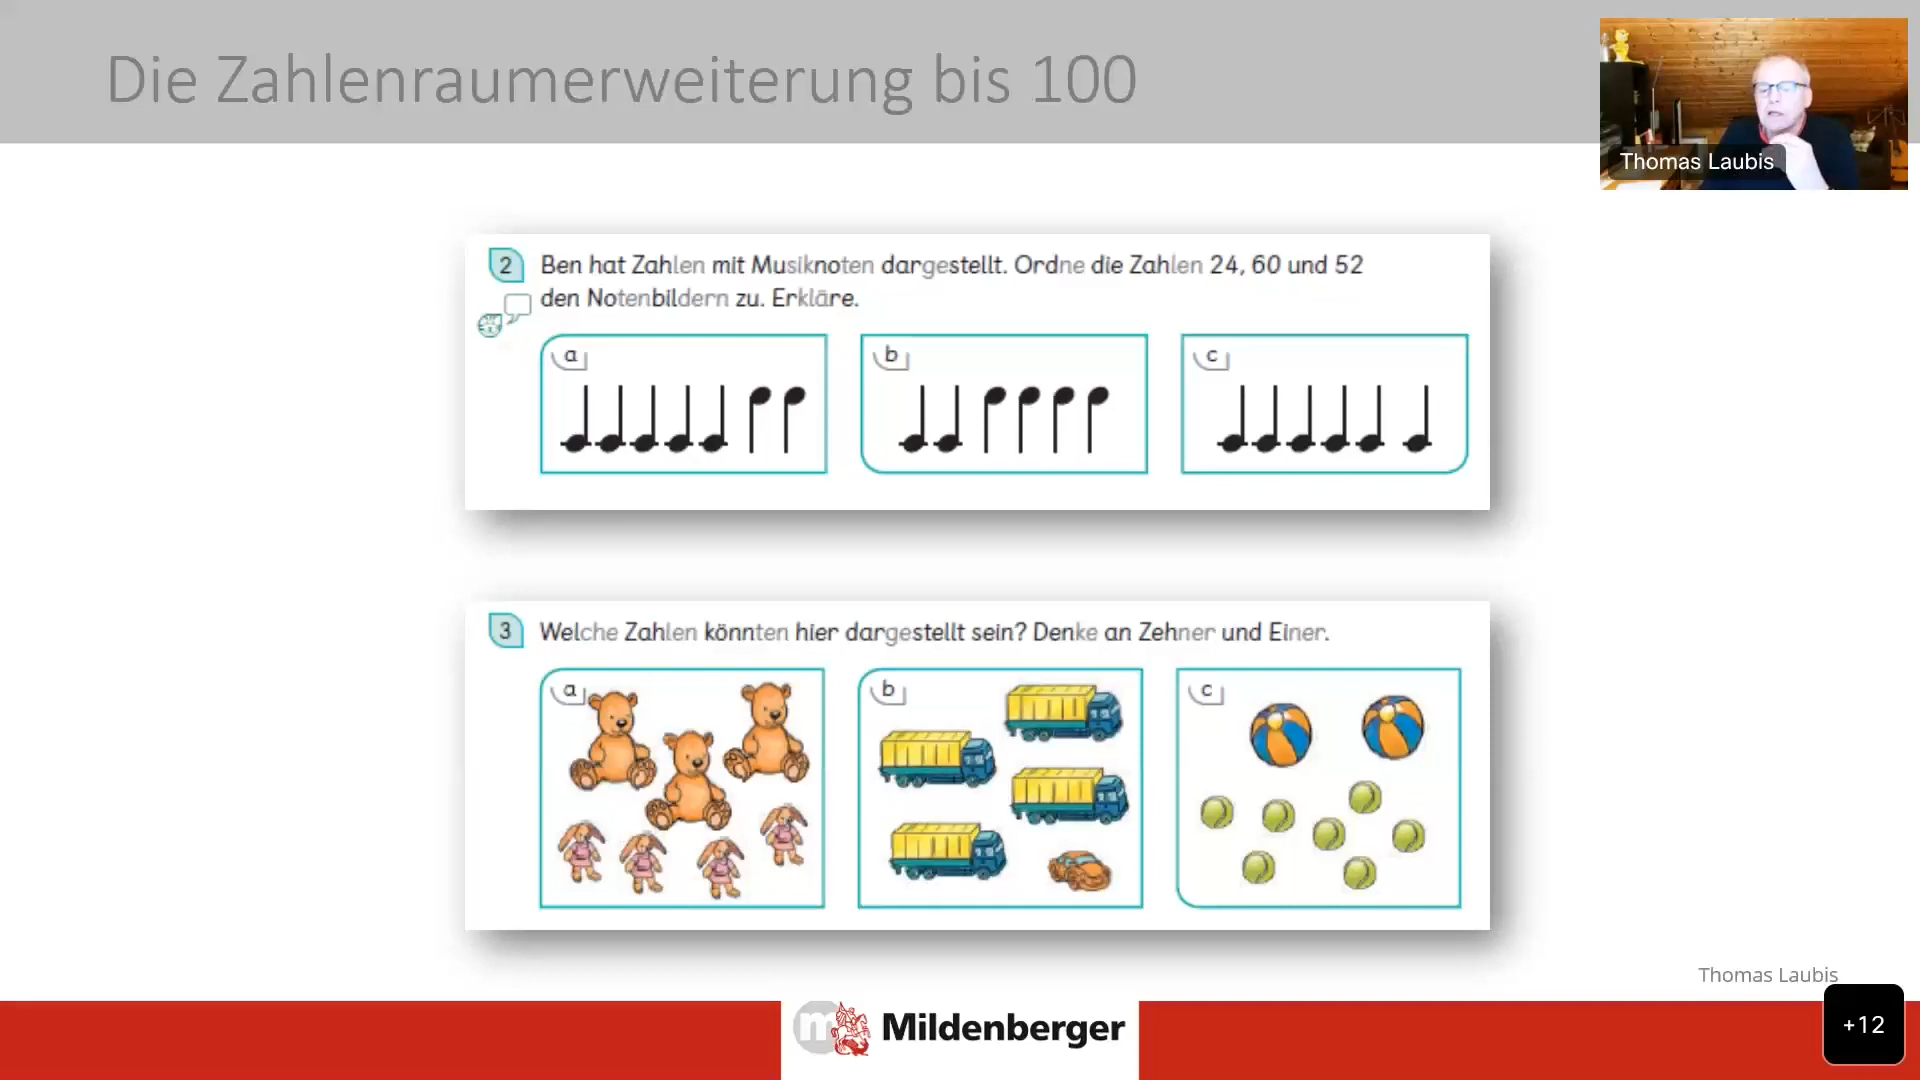 Die Zahlenraumerweiterung bis 100
Thomas Laubis
2 Ben hat Zahlen mit Musiknoten dargestellt. Ordne die Zahlen 24, 60 und 52
den Notenbildern zu. Erkläre.
a b c
3 Welche Zahlen könnten hier dargestellt sein? Denke an Zehner und Einer.
a b c
Thomas Laubis
m Mildenberger
+12